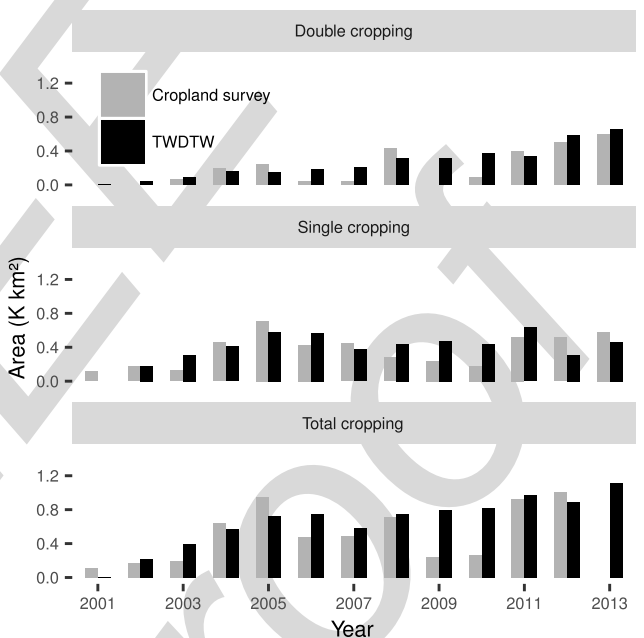 Double cropping
1.2
0.8
0.4
0.0
Cropland survey
TWDTW
Single cropping
1.2
0.8
0.4
0.0
Area (K km²)
Total cropping
1.2
0.8
0.4
0.0
2001 2003 2005 2007 2009 2011 2013
Year